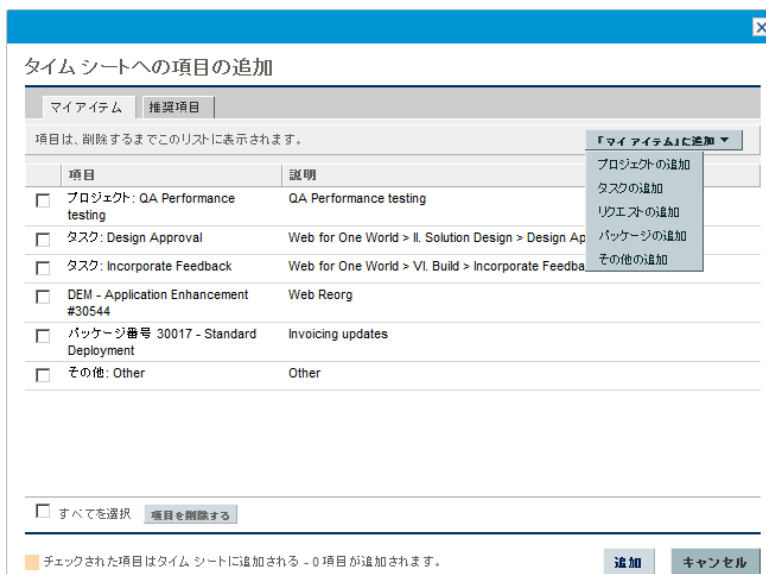 タイム シートへの項目の追加
マイアイテム 推奨項目
項目は、削除するまでこのリストに表示されます。
「マイ アイテム」に追加 ▼
プロジェクトの追加
タスクの追加
リクエストの追加
パッケージの追加
その他の追加
項目 説明
プロジェクト: QA Performance testing QA Performance testing
タスク: Design Approval Web for One World > II. Solution Design > Design Ap
タスク: Incorporate Feedback Web for One World > VI. Build > Incorporate Feedba
DEM - Application Enhancement #30544 Web Reorg
パッケージ番号 30017 - Standard Deployment Invoicing updates
その他: Other Other
すべてを選択 項目を削除する
チェックされた項目はタイム シートに追加される - 0 項目が追加されます。
追加 キャンセル